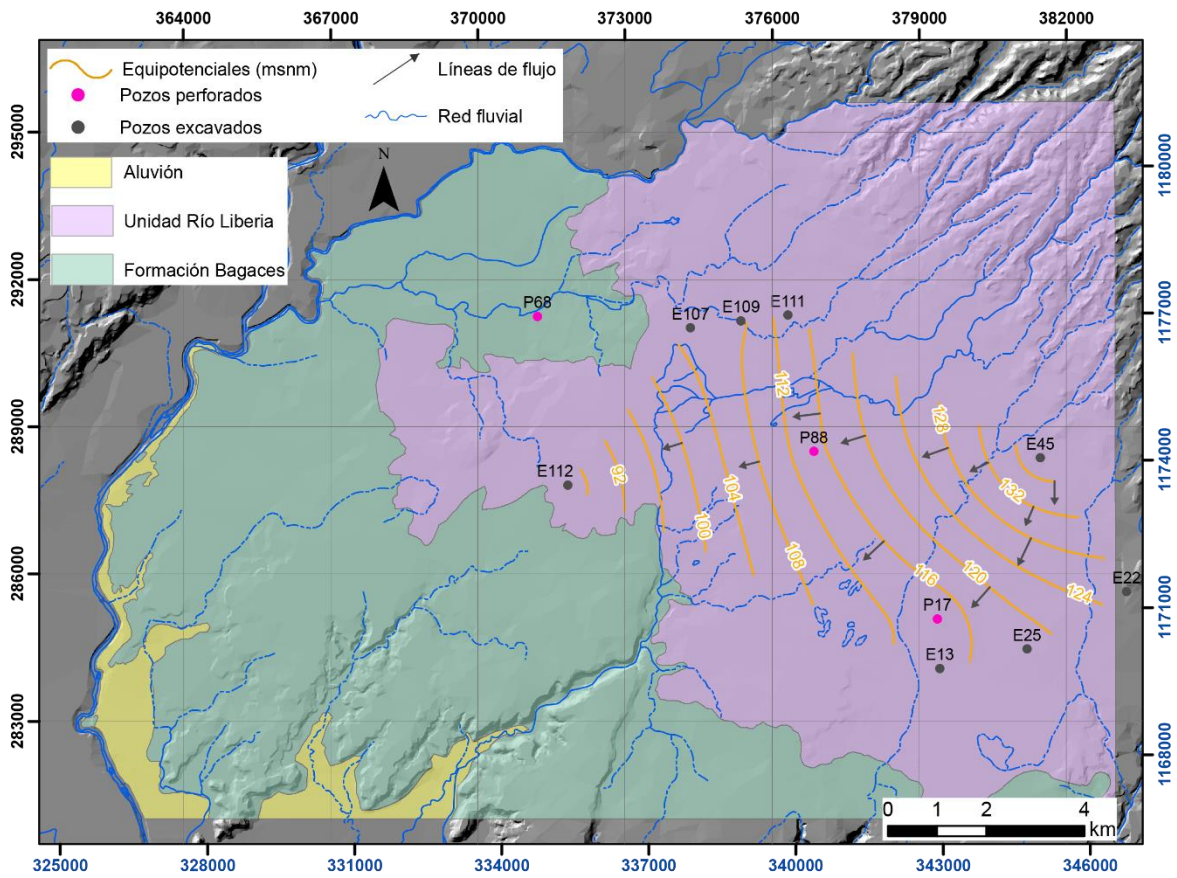 364000 367000 370000 373000 376000 379000 382000
Equipotenciales (msnm)
Pozos perforados
Pozos excavados
Líneas de flujo
Red fluvial
Aluvión
Unidad Río Liberia
Formación Bagaces
N
295000
292000
289000
286000
283000
1180000
1177000
1174000
1171000
1168000
P68
E107
E109
E111
112
P88
128
E45
E112
92
104
132
100
108
116
120
124
E22
P17
E25
E13
0 1 2 4
km
325000 328000 331000 334000 337000 340000 343000 346000